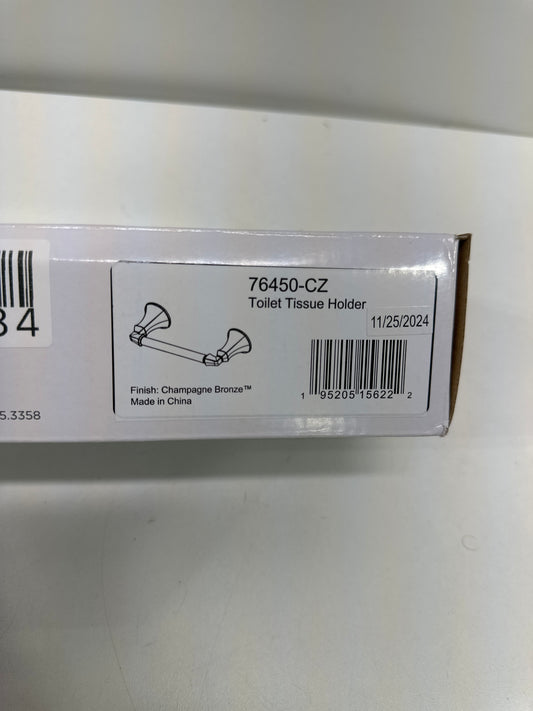 76450-CZ
Toilet Tissue Holder
11/25/2024
Finish: Champagne Bronze™
Made in China
1 95205 15622 2
34
5.3358